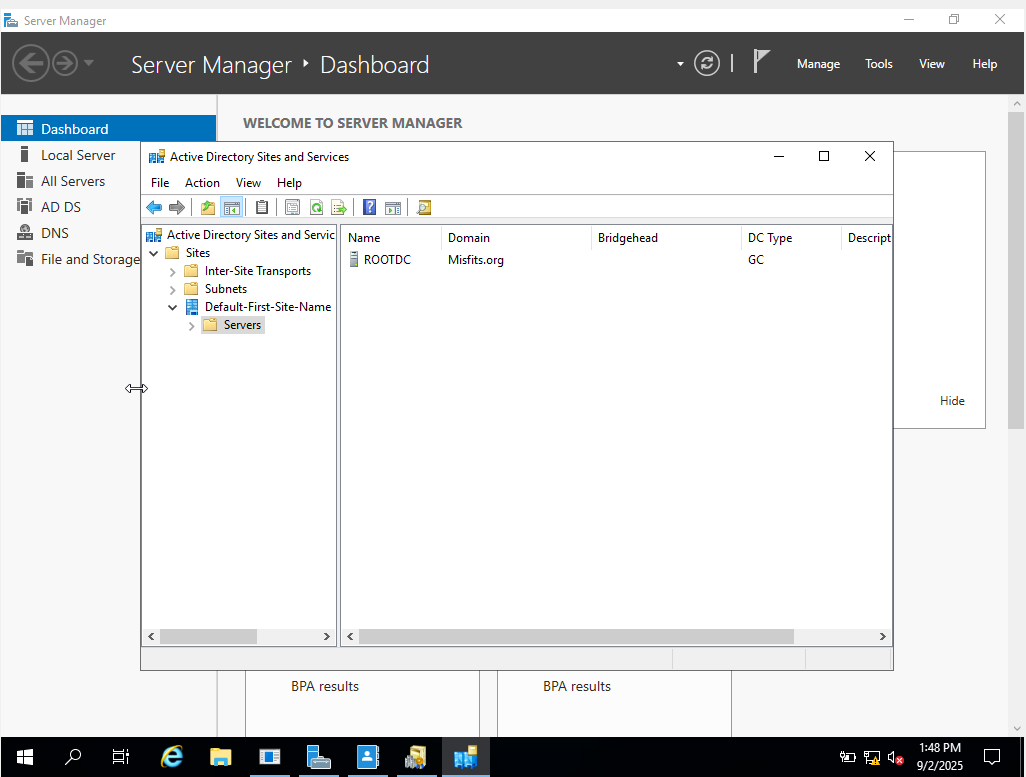 Server Manager
Server Manager
Dashboard
Manage
Tools
View
Help
Dashboard
Local Server
All Servers
AD DS
DNS
File and Storage
WELCOME TO SERVER MANAGER
Hide
BPA results
BPA results
Active Directory Sites and Services
File
Action
View
Help
Active Directory Sites and Servic
Sites
Inter-Site Transports
Subnets
Default-First-Site-Name
Servers
Name
Domain
Bridgehead
DC Type
Descript
ROOTDC
Misfits.org
GC
1:48 PM
9/2/2025